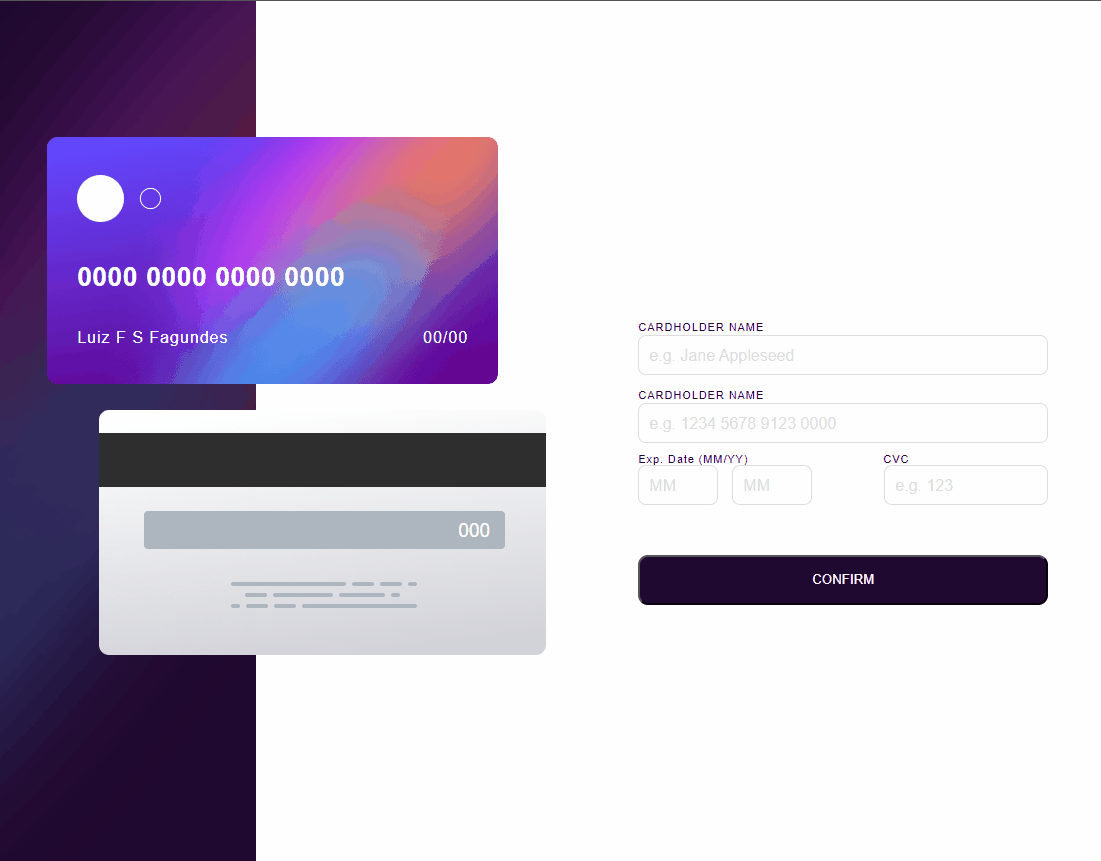 0000 0000 0000 0000
Luiz F S Fagundes 00/00
000
CARDHOLDER NAME
e.g. Jane Appleseed
CARDHOLDER NAME
e.g. 1234 5678 9123 0000
Exp. Date (MM/YY) CVC
MM MM e.g. 123
CONFIRM